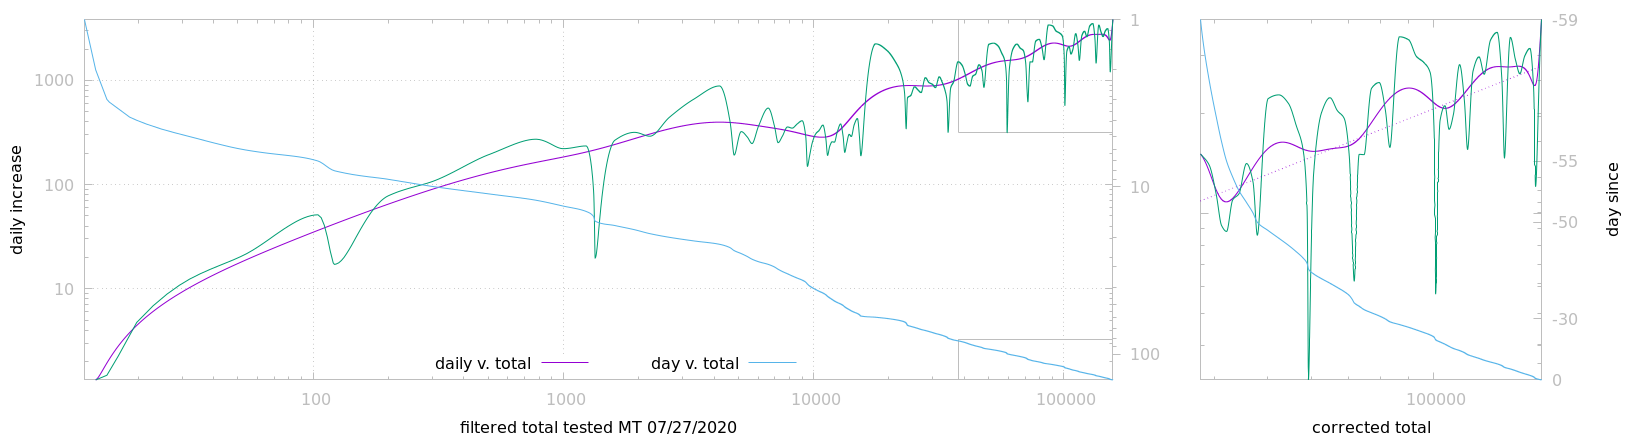 1
-59
1000
daily increase
-55
100
10
day since
-50
10
-30
daily v. total
day v. total
100
0
100
1000
10000
100000
100000
filtered total tested MT 07/27/2020
corrected total